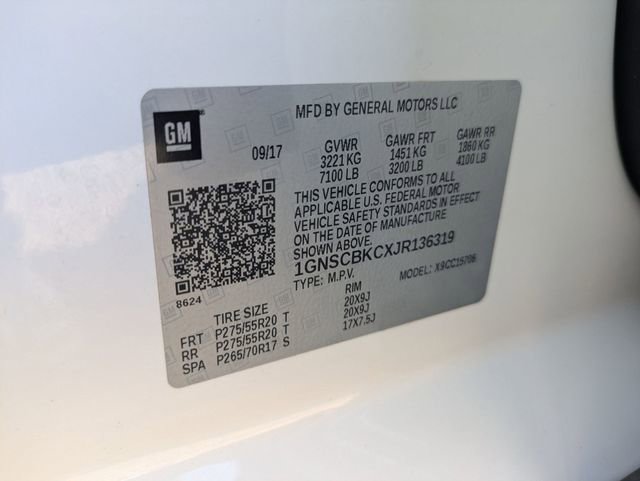 GM
MFD BY GENERAL MOTORS LLC
09/17 GVWR GAWR FRT GAWR RR
3221 KG 1451 KG 1860 KG
7100 LB 3200 LB 4100 LB
THIS VEHICLE CONFORMS TO ALL
APPLICABLE U.S. FEDERAL MOTOR
VEHICLE SAFETY STANDARDS IN EFFECT
ON THE DATE OF MANUFACTURE
SHOWN ABOVE.
1GNSCBKCXJR136319
TYPE: M.P.V. MODEL: X9CC15706
8624
TIRE SIZE RIM
FRT P275/55R20 T 20X9J
RR P275/55R20 T 20X9J
SPA P265/70R17 S 17X7.5J